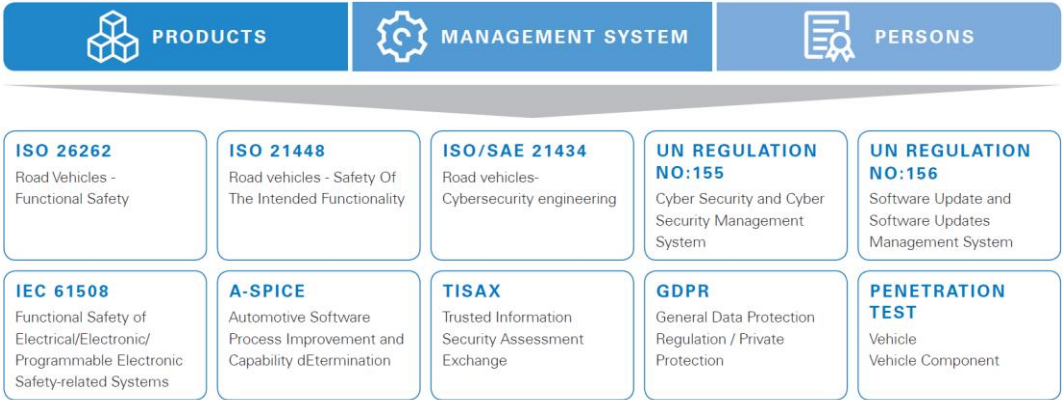 PRODUCTS
MANAGEMENT SYSTEM
PERSONS
ISO 26262
Road Vehicles -
Functional Safety
ISO 21448
Road vehicles - Safety Of
The Intended Functionality
ISO/SAE 21434
Road vehicles-
Cybersecurity engineering
UN REGULATION
NO:155
Cyber Security and Cyber
Security Management
System
UN REGULATION
NO:156
Software Update and
Software Updates
Management System
IEC 61508
Functional Safety of
Electrical/Electronic/
Programmable Electronic
Safety-related Systems
A-SPICE
Automotive Software
Process Improvement and
Capability dEtermination
TISAX
Trusted Information
Security Assessment
Exchange
GDPR
General Data Protection
Regulation / Private
Protection
PENETRATION
TEST
Vehicle
Vehicle Component